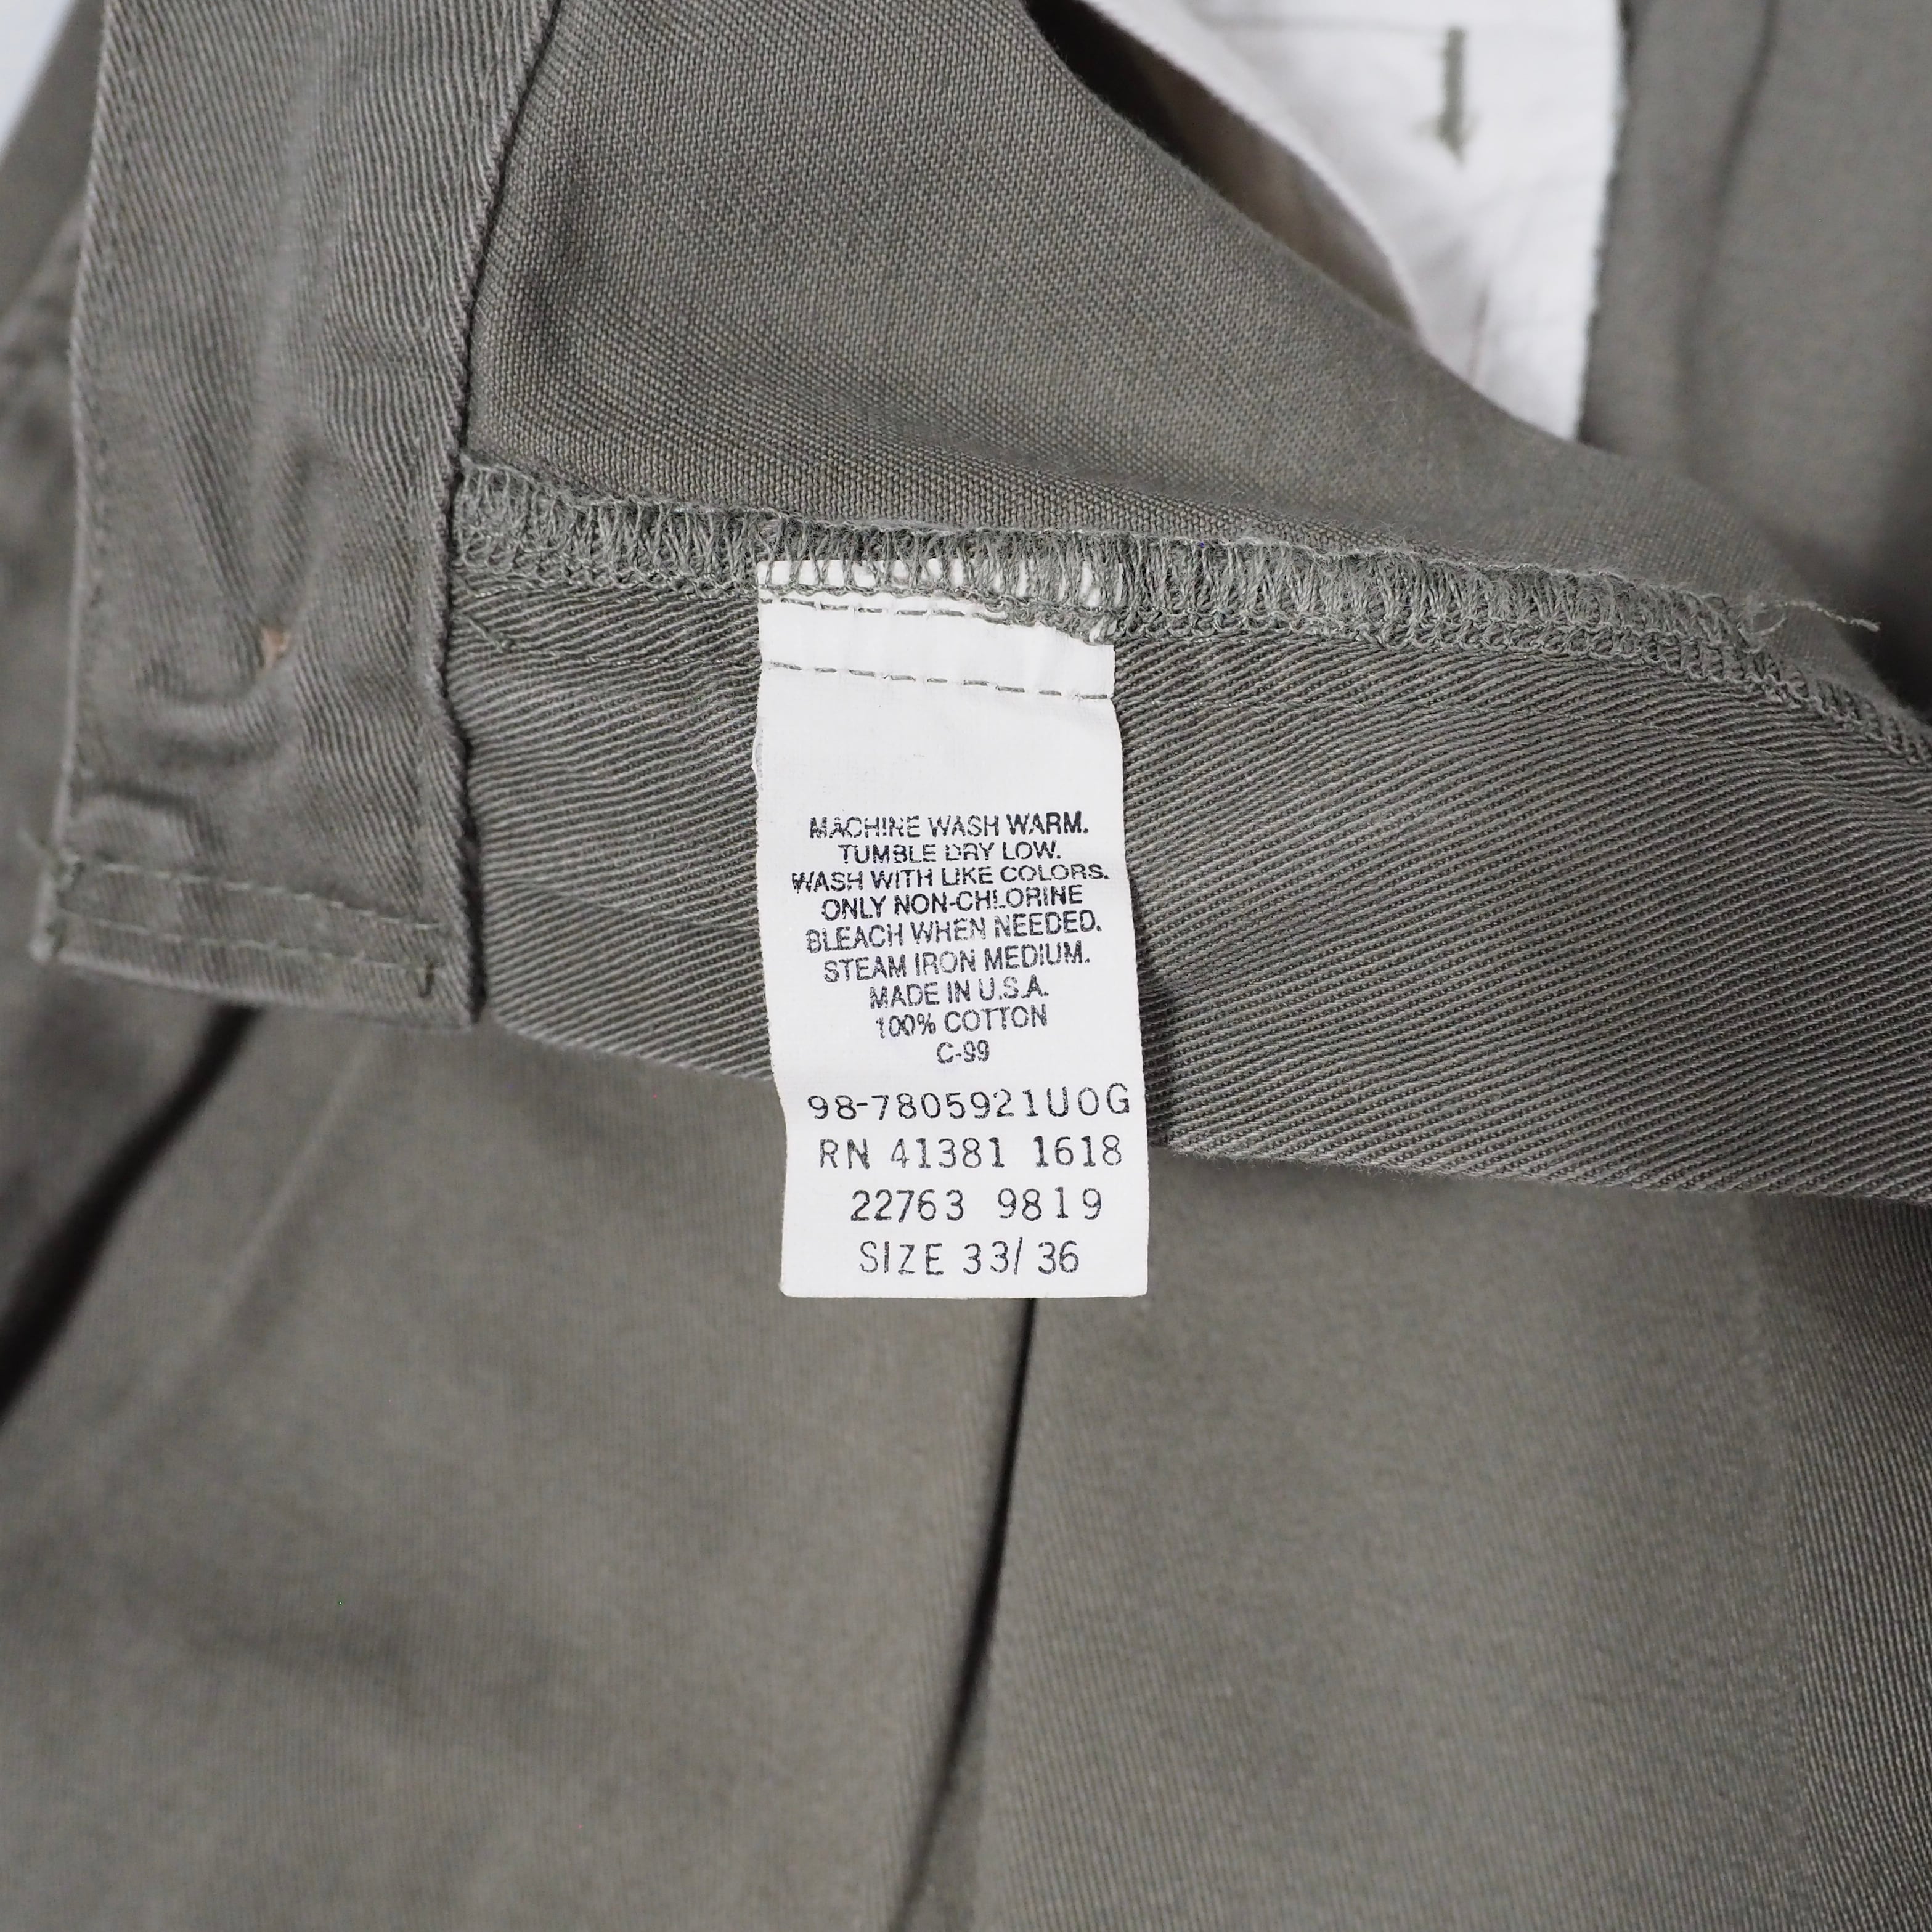 MACHINE WASH WARM.
TUMBLE DRY LOW.
WASH WITH LIKE COLORS.
ONLY NON-CHLORINE
BLEACH WHEN NEEDED.
STEAM IRON MEDIUM.
MADE IN U.S.A.
100% COTTON
C-99
98-7805921UOG
RN 41381 1618
22763 9819
SIZE 33/36